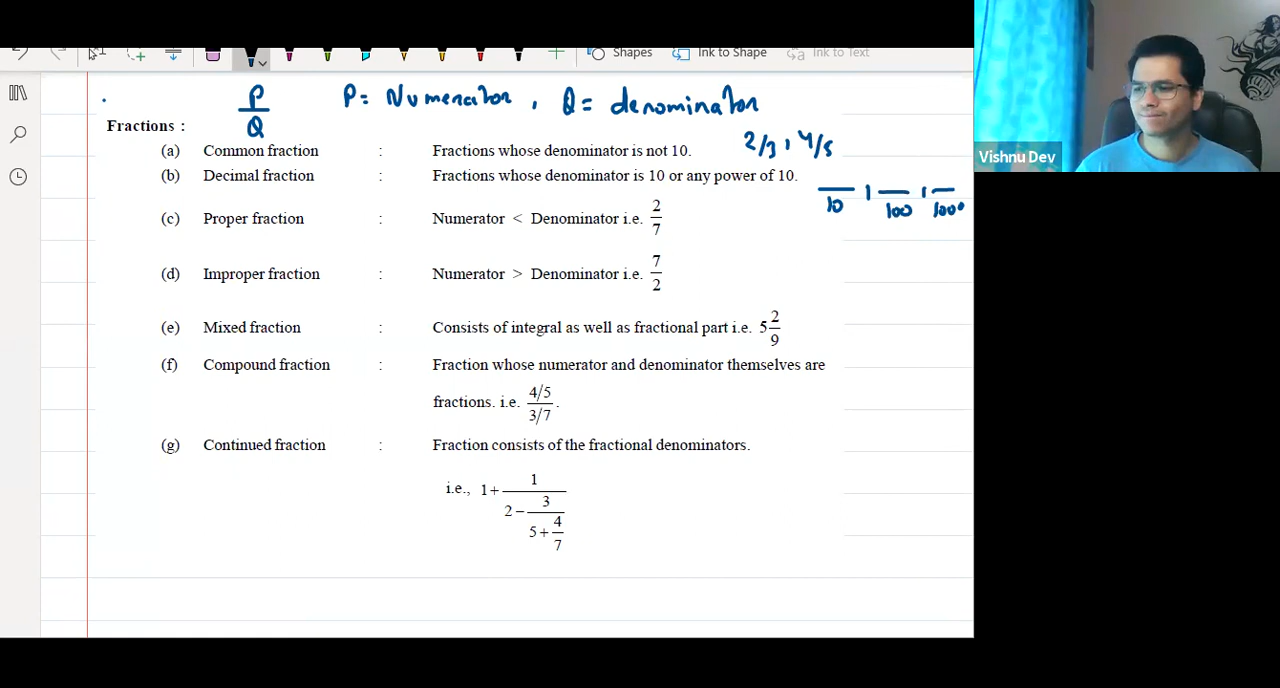 Shapes Ink to Shape Ink to Text
P/Q P = Numerator, Q = denominator
Fractions :
2/3, 4/5
(a) Common fraction : Fractions whose denominator is not 10.
(b) Decimal fraction : Fractions whose denominator is 10 or any power of 10.
—/10, —/100, —/1000
(c) Proper fraction : Numerator < Denominator i.e. 2/7
(d) Improper fraction : Numerator > Denominator i.e. 7/2
(e) Mixed fraction : Consists of integral as well as fractional part i.e. 5 2/9
(f) Compound fraction : Fraction whose numerator and denominator themselves are
fractions. i.e. (4/5)/(3/7).
(g) Continued fraction : Fraction consists of the fractional denominators.
i.e., 1+1/(2−3/(5+4/7))
Vishnu Dev